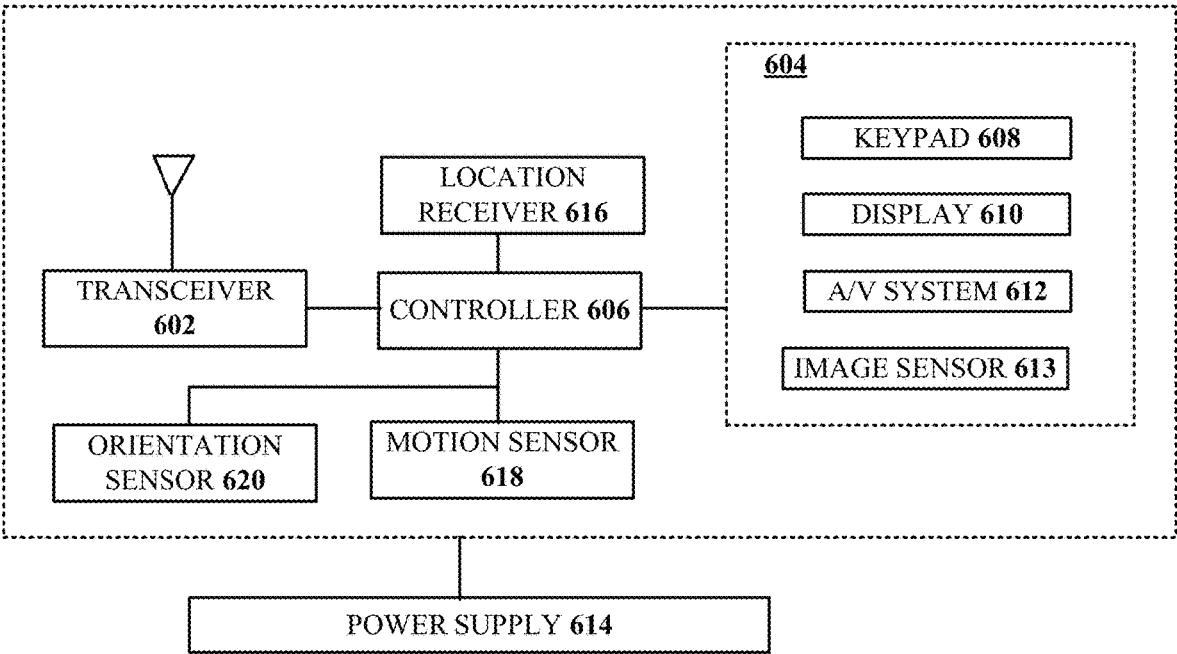 604
KEYPAD 608
LOCATION
RECEIVER 616
DISPLAY 610
TRANSCEIVER
602
CONTROLLER 606
A/V SYSTEM 612
IMAGE SENSOR 613
ORIENTATION
SENSOR 620
MOTION SENSOR
618
POWER SUPPLY 614